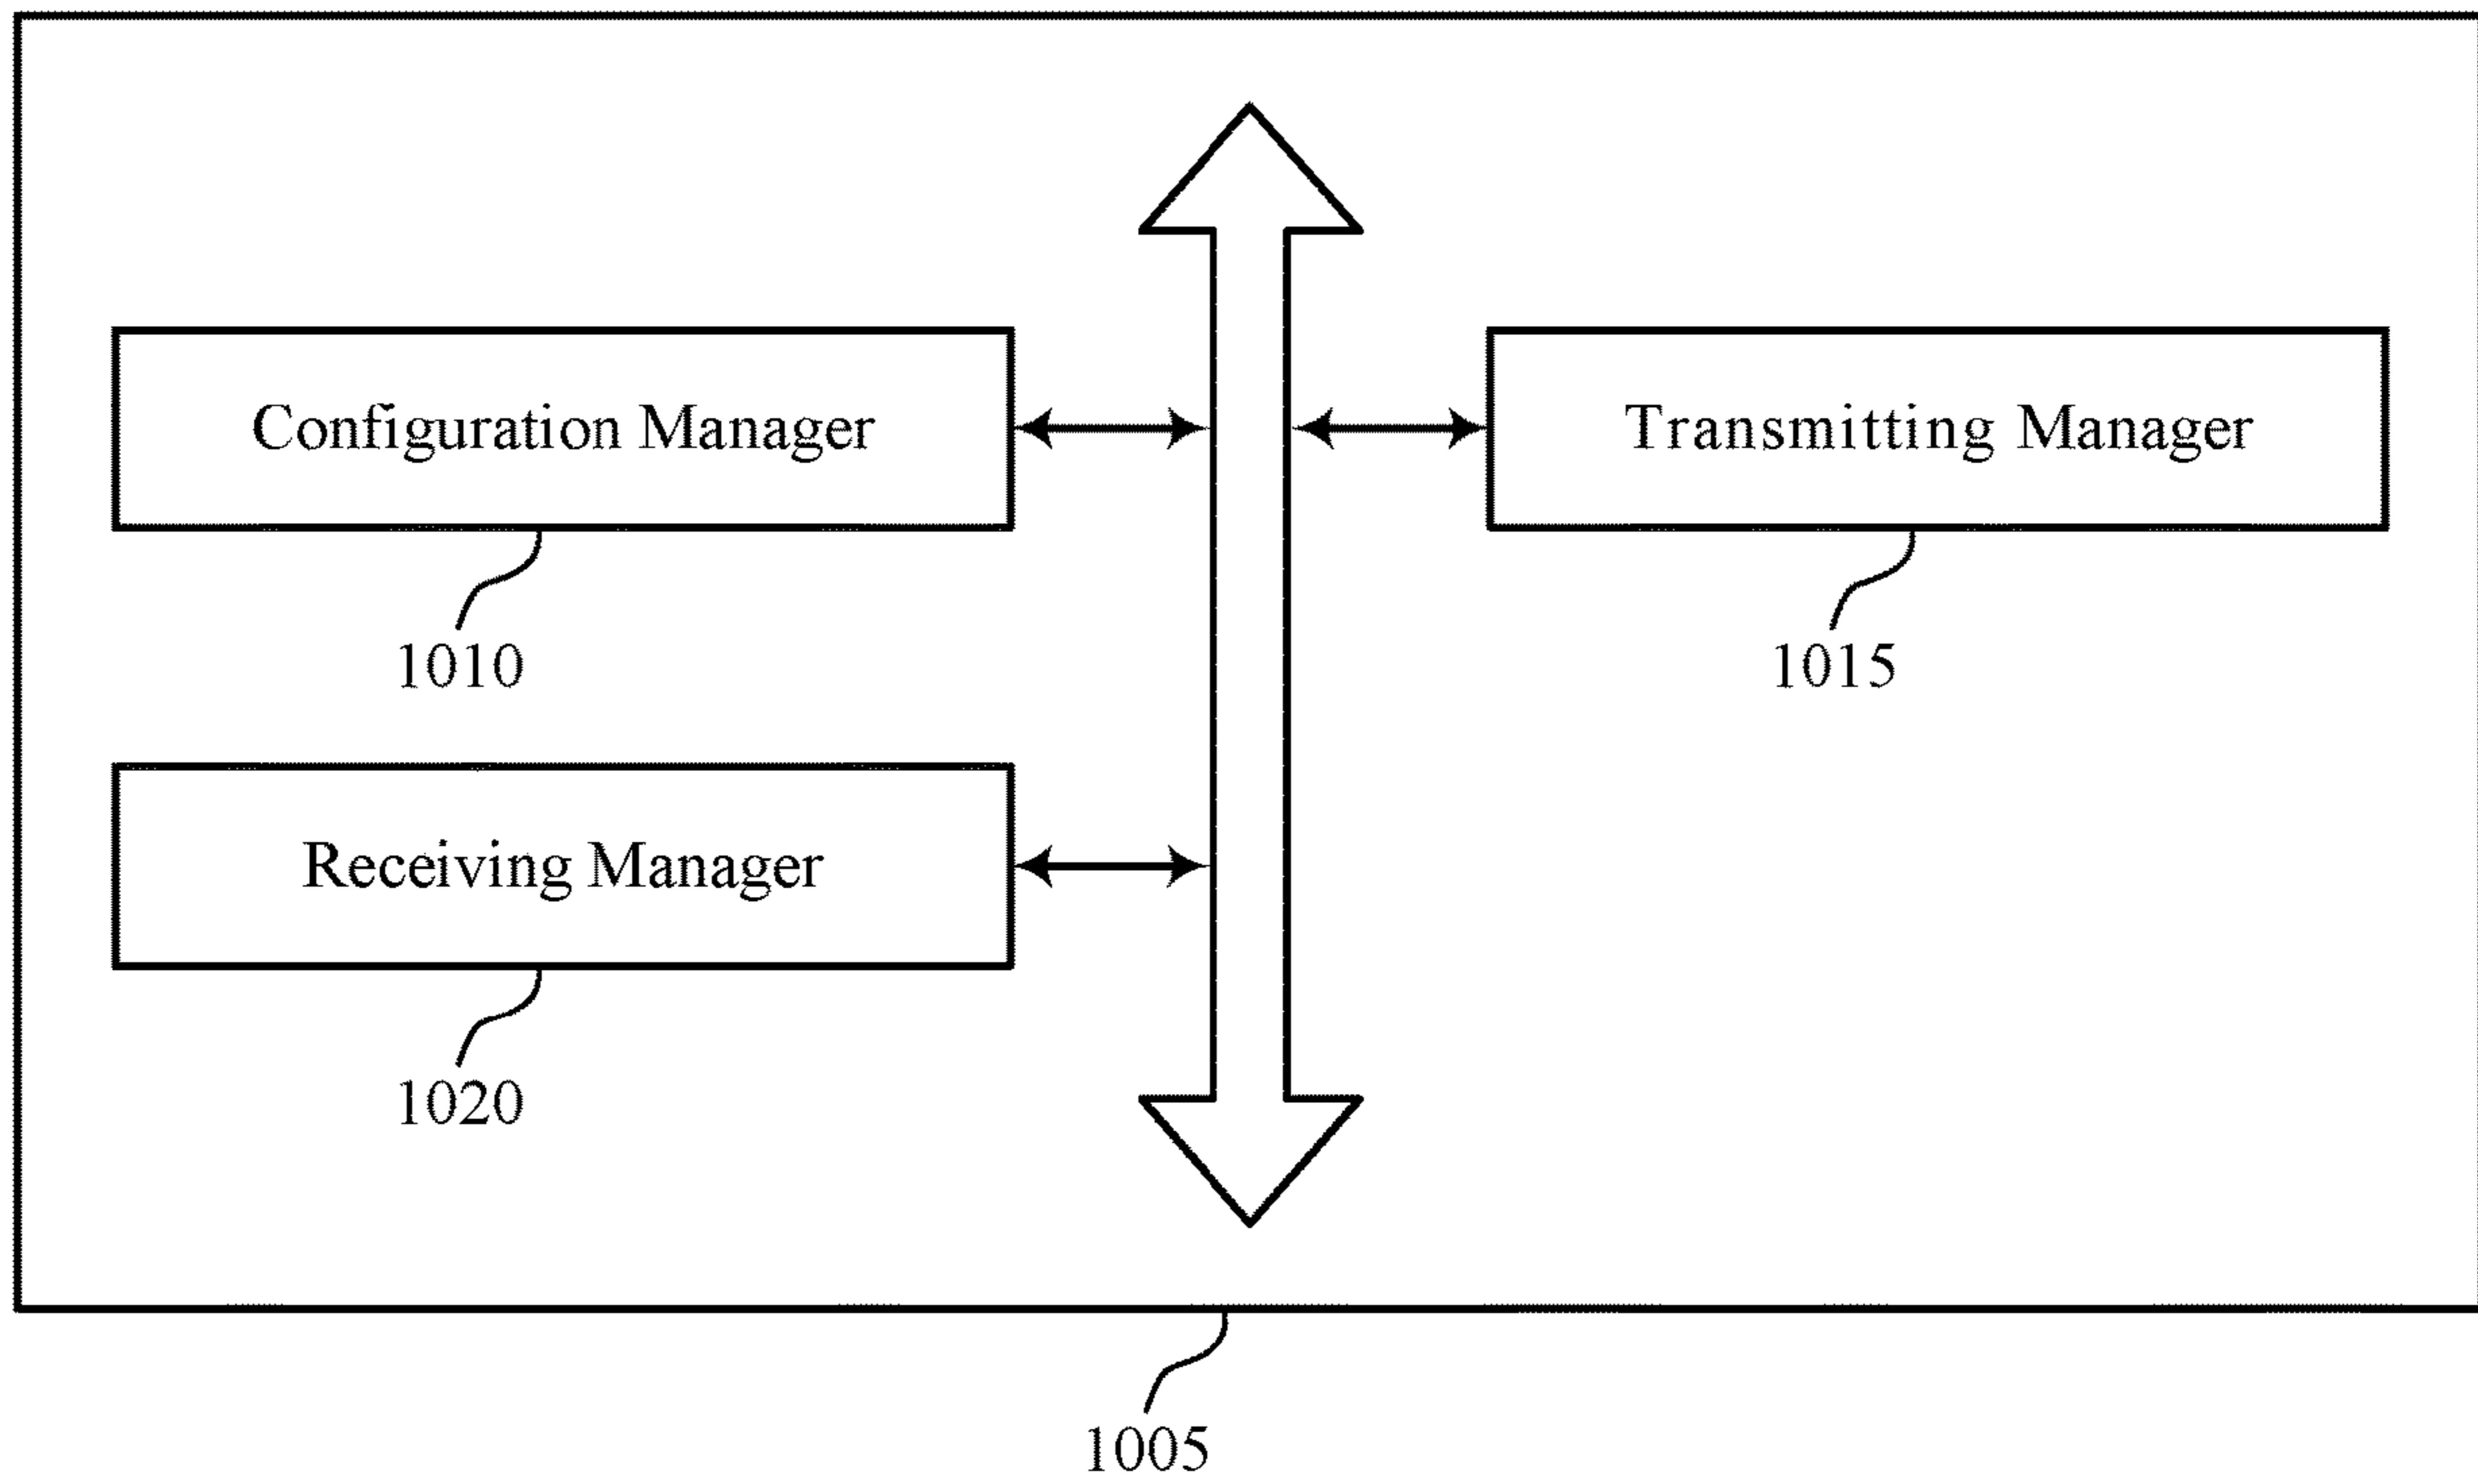 Configuration Manager
Transmitting Manager
1010
1015
Receiving Manager
1020
1005